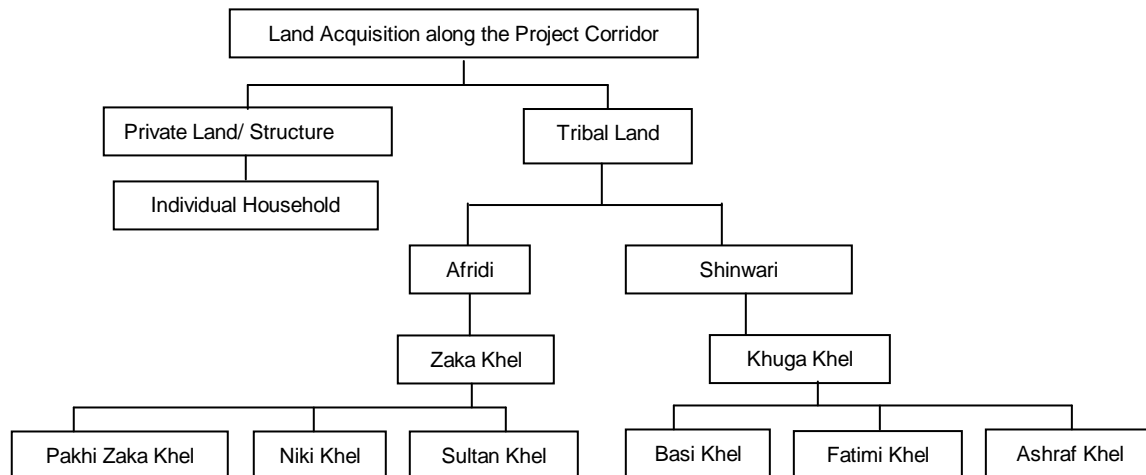 Land Acquisition along the Project Corridor
Private Land/ Structure
Tribal Land
Individual Household
Afridi
Shinwari
Zaka Khel
Khuga Khel
Pakhi Zaka Khel
Niki Khel
Sultan Khel
Basi Khel
Fatimi Khel
Ashraf Khel